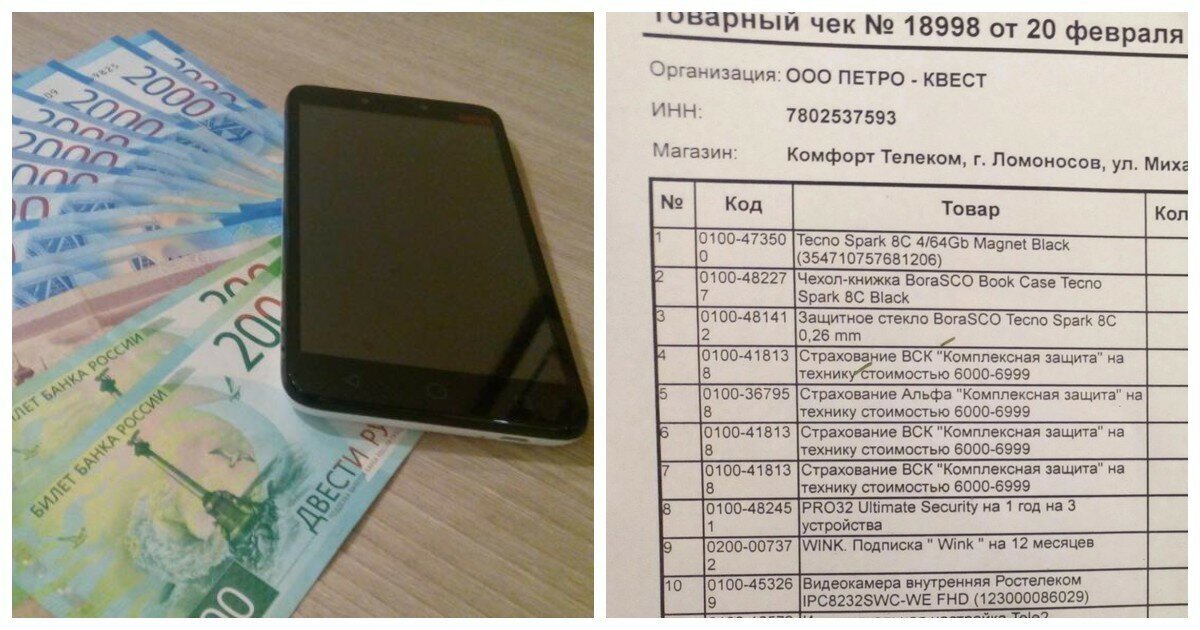 2000
2000
2000
2000
200
200
БИЛЕТ БАНКА РОССИИ
БИЛЕТ БАНКА РОССИИ
ДВЕСТИ
Товарный чек № 18998 от 20 февраля
Организация: ООО ПЕТРО - КВЕСТ
ИНН: 7802537593
Магазин: Комфорт Телеком, г. Ломоносов, ул. Миха
№ Код Товар Кол
1 0100-47350 Tecno Spark 8C 4/64Gb Magnet Black
0 (354710757681206)
2 0100-48227 Чехол-книжка BoraSCO Book Case Tecno
7 Spark 8C Black
3 0100-48141 Защитное стекло BoraSCO Tecno Spark 8C
2 0,26 mm
4 0100-41813 Страхование ВСК "Комплексная защита" на
8 технику стоимостью 6000-6999
5 0100-36795 Страхование Альфа "Комплексная защита" на
8 технику стоимостью 6000-6999
6 0100-41813 Страхование ВСК "Комплексная защита" на
8 технику стоимостью 6000-6999
7 0100-41813 Страхование ВСК "Комплексная защита" на
8 технику стоимостью 6000-6999
8 0100-48245 PRO32 Ultimate Security на 1 год на 3
1 устройства
9 0200-00737 WINK. Подписка " Wink " на 12 месяцев
2
10 0100-45326 Видеокамера внутренняя Ростелеком
9 IPC8232SWC-WE FHD (123000086029)